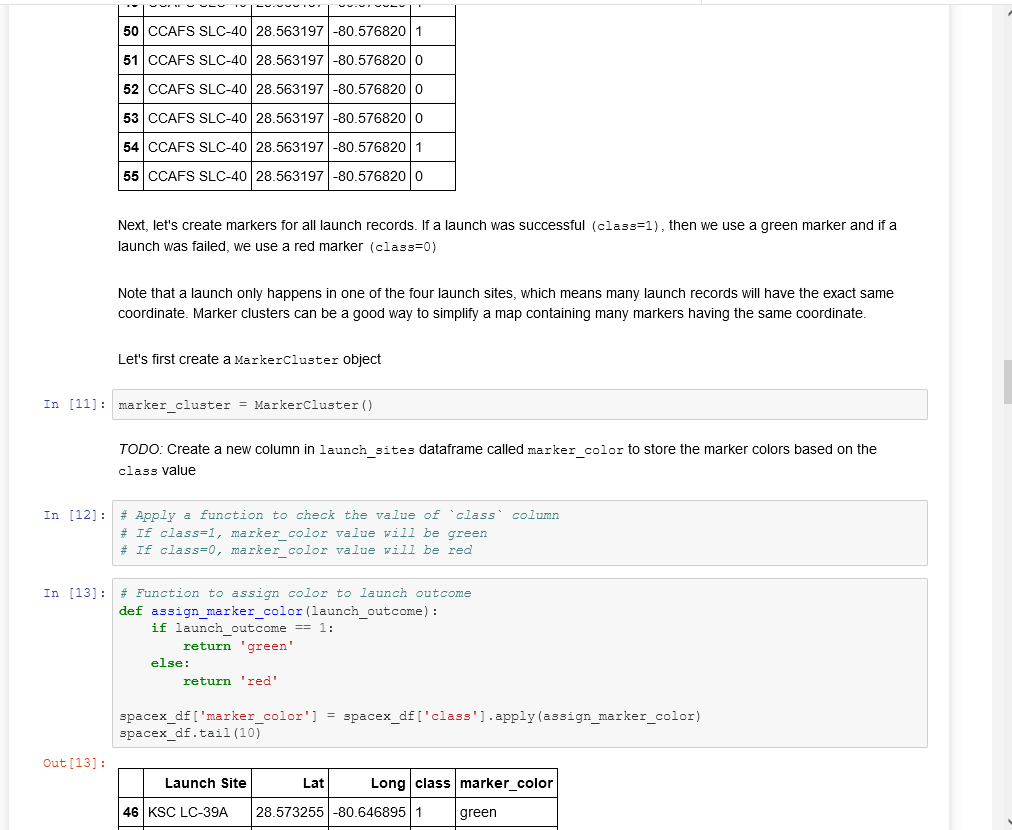 50 CCAFS SLC-40 28.563197 -80.576820 1
51 CCAFS SLC-40 28.563197 -80.576820 0
52 CCAFS SLC-40 28.563197 -80.576820 0
53 CCAFS SLC-40 28.563197 -80.576820 0
54 CCAFS SLC-40 28.563197 -80.576820 1
55 CCAFS SLC-40 28.563197 -80.576820 0
Next, let's create markers for all launch records. If a launch was successful (class=1), then we use a green marker and if a
launch was failed, we use a red marker (class=0)
Note that a launch only happens in one of the four launch sites, which means many launch records will have the exact same
coordinate. Marker clusters can be a good way to simplify a map containing many markers having the same coordinate.
Let's first create a MarkerCluster object
In [11]: marker_cluster = MarkerCluster()
TODO: Create a new column in launch_sites dataframe called marker_color to store the marker colors based on the
class value
In [12]: # Apply a function to check the value of `class` column
# If class=1, marker_color value will be green
# If class=0, marker_color value will be red
In [13]: # Function to assign color to launch outcome
def assign_marker_color(launch_outcome):
    if launch_outcome == 1:
        return 'green'
    else:
        return 'red'
spacex_df['marker_color'] = spacex_df['class'].apply(assign_marker_color)
spacex_df.tail(10)
Out[13]:
Launch Site Lat Long class marker_color
46 KSC LC-39A 28.573255 -80.646895 1 green